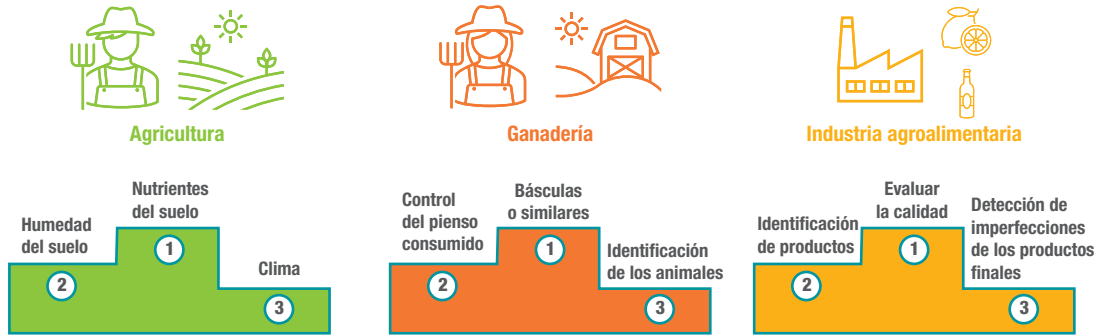 Agricultura
Nutrientes
del suelo
Humedad
del suelo
Clima
1
2
3
Ganadería
Básculas
o similares
Control
del pienso
consumido
Identificación
de los animales
1
2
3
Industria agroalimentaria
Evaluar
la calidad
Identificación
de productos
Detección de
imperfecciones
de los productos
finales
1
2
3